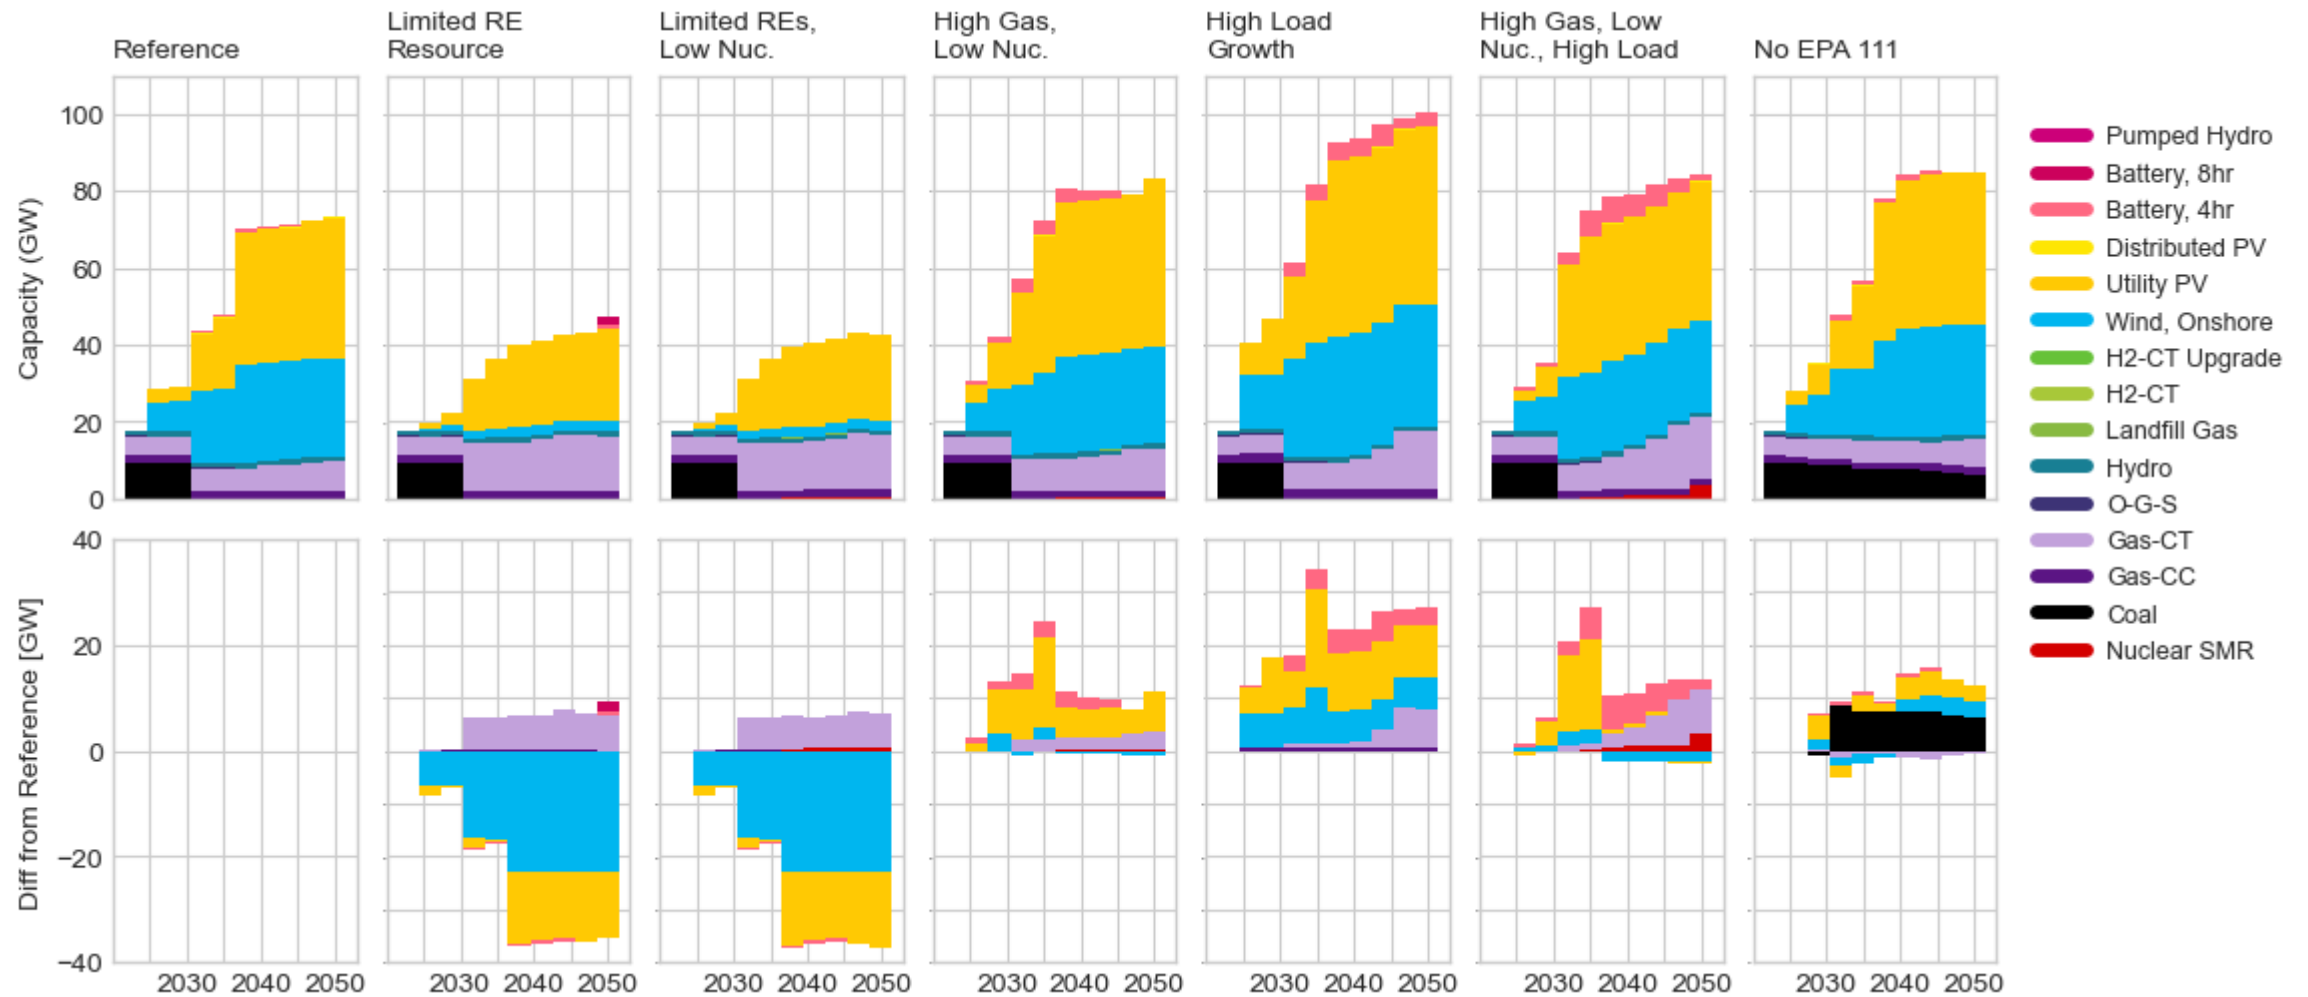 Reference
Limited RE
Resource
Limited REs,
Low Nuc.
High Gas,
Low Nuc.
High Load
Growth
High Gas, Low
Nuc., High Load
No EPA 111
Capacity (GW)
100
80
60
40
20
0
Diff from Reference [GW]
40
20
0
−20
−40
2030 2040 2050
2030 2040 2050
2030 2040 2050
2030 2040 2050
2030 2040 2050
2030 2040 2050
2030 2040 2050
Pumped Hydro
Battery, 8hr
Battery, 4hr
Distributed PV
Utility PV
Wind, Onshore
H2-CT Upgrade
H2-CT
Landfill Gas
Hydro
O-G-S
Gas-CT
Gas-CC
Coal
Nuclear SMR